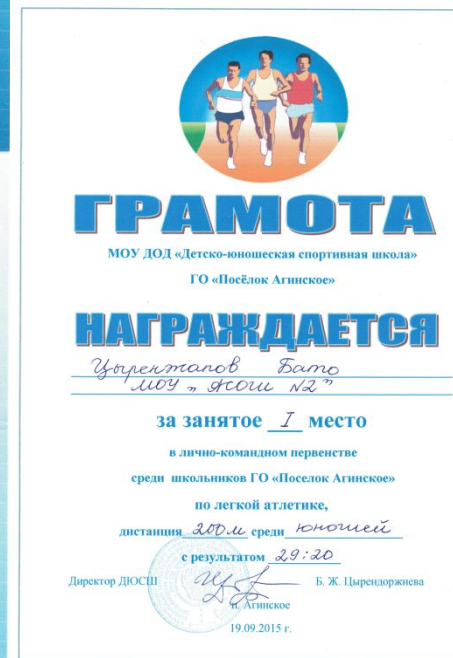 ГРАМОТА
МОУ ДОД «Детско-юношеская спортивная школа»
ГО «Посёлок Агинское»
НАГРАЖДАЕТСЯ
Цыренжапов Бато
МОУ „ АСОШ №2"
за занятое I место
в лично-командном первенстве
среди школьников ГО «Поселок Агинское»
по легкой атлетике,
дистанция 200м среди юношей
с результатом 29:20
Директор ДЮСШ Б. Ж. Цырендоржиева
п. Агинское
19.09.2015 г.